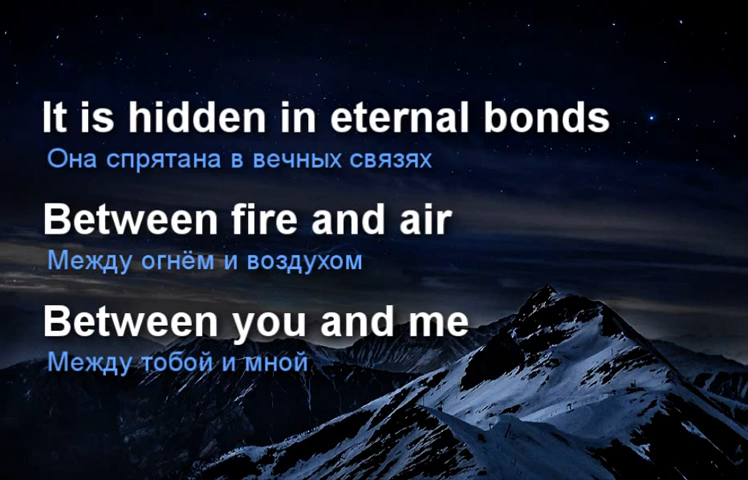 It is hidden in eternal bonds
Она спрятана в вечных связях
Between fire and air
Между огнём и воздухом
Between you and me
Между тобой и мной